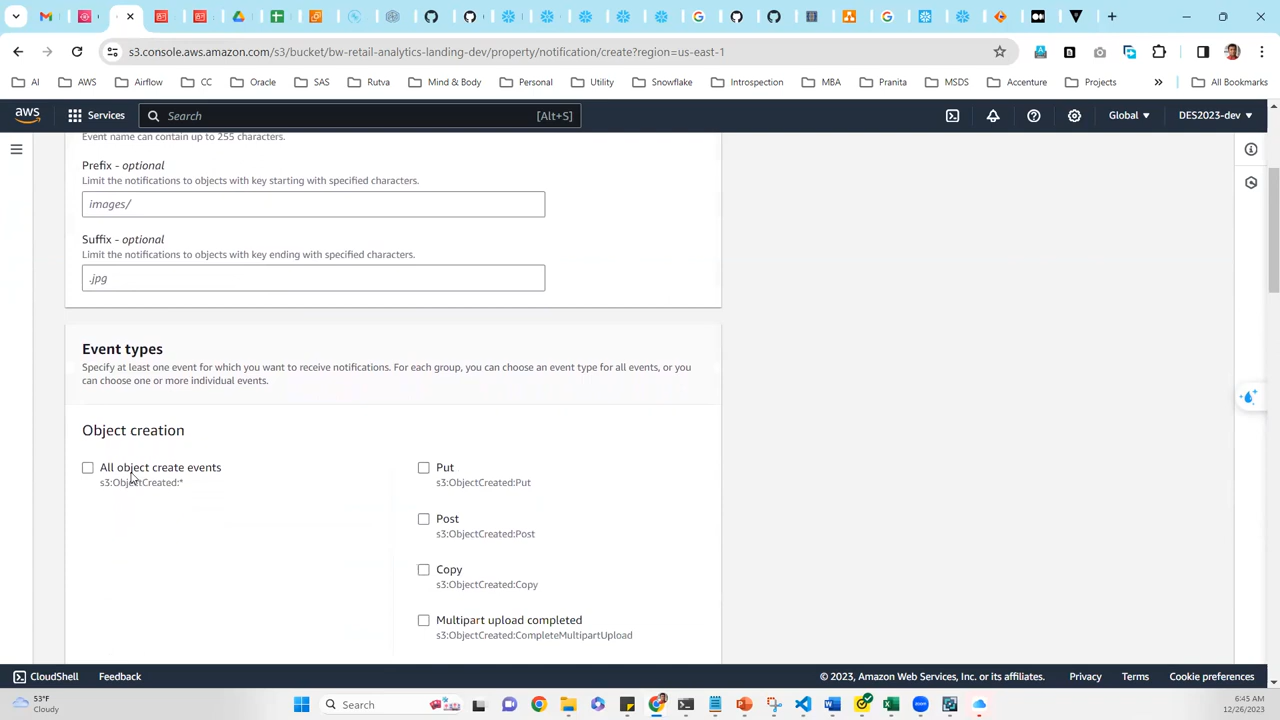 s3.console.aws.amazon.com/s3/bucket/bw-retail-analytics-landing-dev/property/notification/create?region=us-east-1
AI AWS Airflow CC Oracle SAS Rutva Mind & Body Personal Utility Snowflake Introspection MBA Pranita MSDS Accenture Projects » All Bookmarks
aws Services Search [Alt+S] Global DES2023-dev
Event name can contain up to 255 characters.
Prefix - optional
Limit the notifications to objects with key starting with specified characters.
images/
Suffix - optional
Limit the notifications to objects with key ending with specified characters.
.jpg
Event types
Specify at least one event for which you want to receive notifications. For each group, you can choose an event type for all events, or you
can choose one or more individual events.
Object creation
All object create events
s3:ObjectCreated:*
Put
s3:ObjectCreated:Put
Post
s3:ObjectCreated:Post
Copy
s3:ObjectCreated:Copy
Multipart upload completed
s3:ObjectCreated:CompleteMultipartUpload
CloudShell Feedback © 2023, Amazon Web Services, Inc. or its affiliates. Privacy Terms Cookie preferences
53°F
Cloudy
Search
6:45 AM
12/26/2023